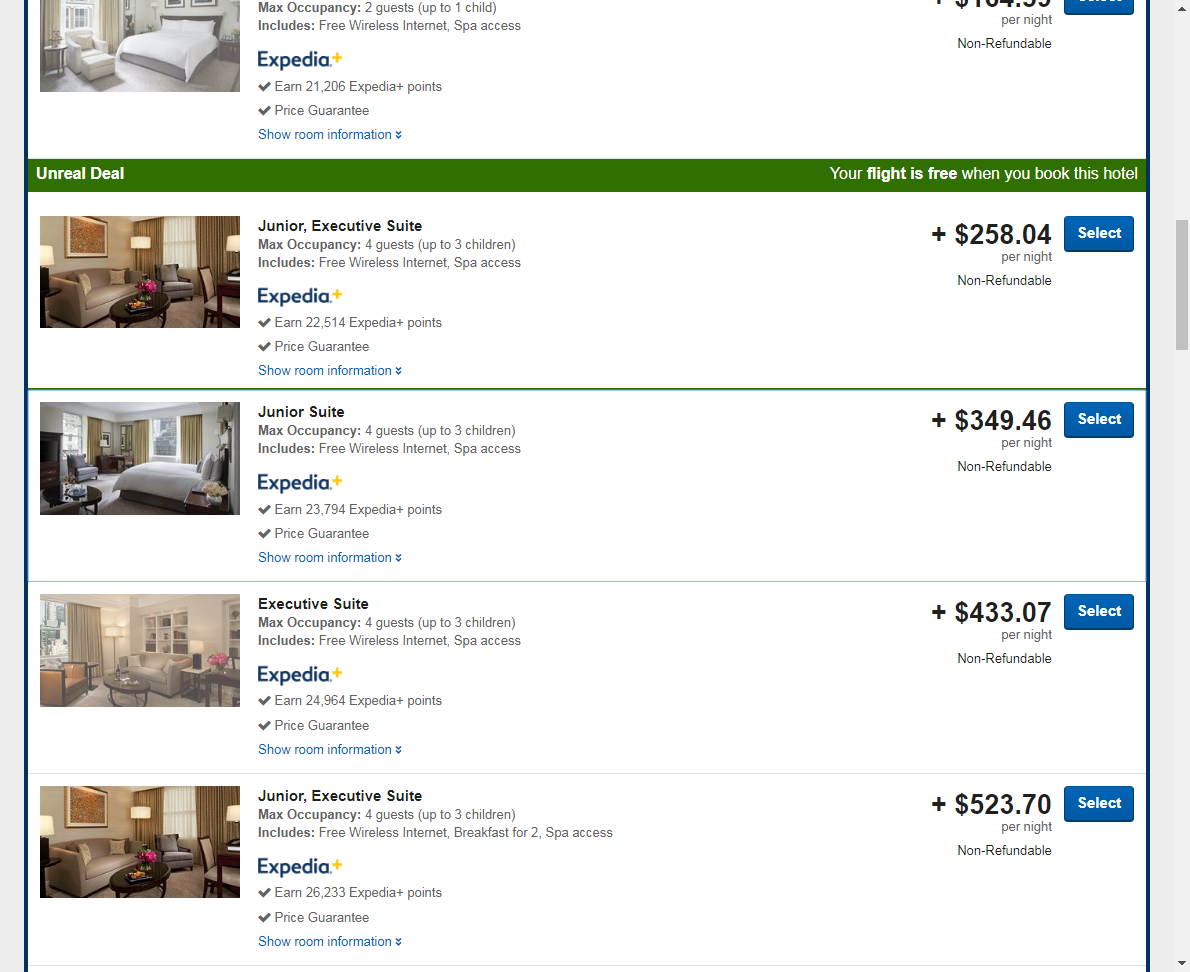 Max Occupancy: 2 guests (up to 1 child)
Includes: Free Wireless Internet, Spa access
per night
Non-Refundable
Expedia+
Earn 21,206 Expedia+ points
Price Guarantee
Show room information
Unreal Deal
Your flight is free when you book this hotel
Junior, Executive Suite
Max Occupancy: 4 guests (up to 3 children)
Includes: Free Wireless Internet, Spa access
+ $258.04
per night
Non-Refundable
Select
Expedia+
Earn 22,514 Expedia+ points
Price Guarantee
Show room information
Junior Suite
Max Occupancy: 4 guests (up to 3 children)
Includes: Free Wireless Internet, Spa access
+ $349.46
per night
Non-Refundable
Select
Expedia+
Earn 23,794 Expedia+ points
Price Guarantee
Show room information
Executive Suite
Max Occupancy: 4 guests (up to 3 children)
Includes: Free Wireless Internet, Spa access
+ $433.07
per night
Non-Refundable
Select
Expedia+
Earn 24,964 Expedia+ points
Price Guarantee
Show room information
Junior, Executive Suite
Max Occupancy: 4 guests (up to 3 children)
Includes: Free Wireless Internet, Breakfast for 2, Spa access
+ $523.70
per night
Non-Refundable
Select
Expedia+
Earn 26,233 Expedia+ points
Price Guarantee
Show room information